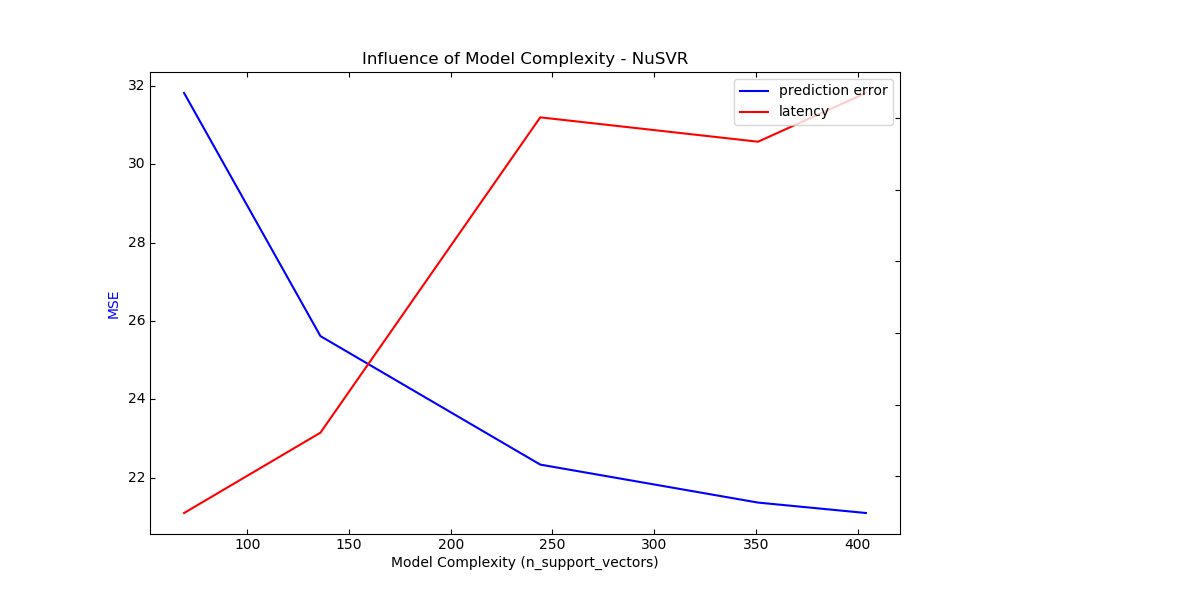 Influence of Model Complexity - NuSVR
prediction error
latency
32
30
28
26
24
22
MSE
100 150 200 250 300 350 400
Model Complexity (n_support_vectors)